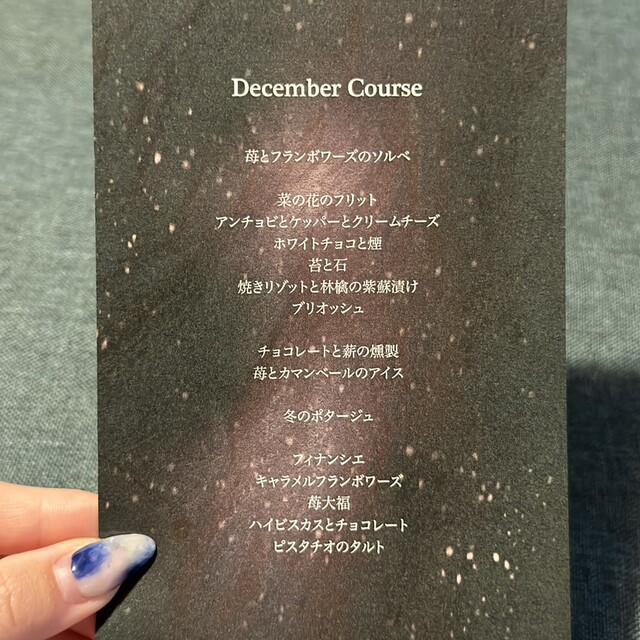 December Course
苺とフランボワーズのソルベ
菜の花のフリット
アンチョビとケッパーとクリームチーズ
ホワイトチョコと煙
苔と石
焼きリゾットと林檎の紫蘇漬け
ブリオッシュ
チョコレートと薪の燻製
苺とカマンベールのアイス
冬のポタージュ
フィナンシエ
キャラメルフランボワーズ
苺大福
ハイビスカスとチョコレート
ピスタチオのタルト